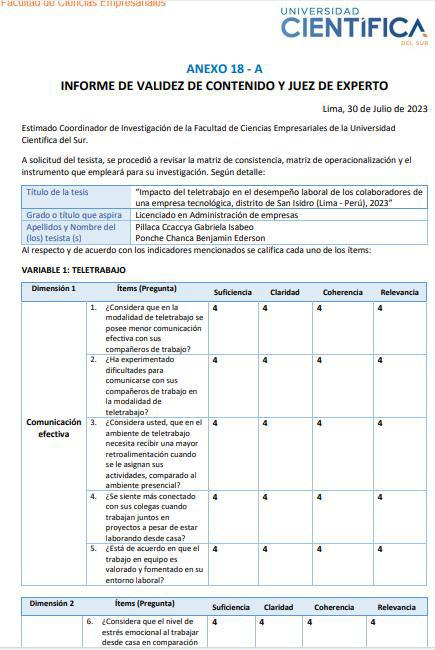 Facultad de Ciencias Empresariales
UNIVERSIDAD
CIENTÍFICA
DEL SUR
ANEXO 18 - A
INFORME DE VALIDEZ DE CONTENIDO Y JUEZ DE EXPERTO
Lima, 30 de Julio de 2023
Estimado Coordinador de Investigación de la Facultad de Ciencias Empresariales de la Universidad
Científica del Sur.
A solicitud del tesista, se procedió a revisar la matriz de consistencia, matriz de operacionalización y el
instrumento que empleará para su investigación. Según detalle:
Título de la tesis
"Impacto del teletrabajo en el desempeño laboral de los colaboradores de
una empresa tecnológica, distrito de San Isidro (Lima - Perú), 2023"
Grado o título que aspira
Licenciado en Administración de empresas
Apellidos y Nombre del
(los) tesista (s)
Pillaca Ccaccya Gabriela Isabeo
Ponche Chanca Benjamin Ederson
Al respecto y de acuerdo con los indicadores mencionados se califica cada uno de los ítems:
VARIABLE 1: TELETRABAJO
Dimensión 1 Ítems (Pregunta) Suficiencia Claridad Coherencia Relevancia
Comunicación
efectiva
1. ¿Considera que en la 4 4 4 4
modalidad de teletrabajo se
posee menor comunicación
efectiva con sus
compañeros de trabajo?
2. ¿Ha experimentado 4 4 4 4
dificultades para
comunicarse con sus
compañeros de trabajo
en la modalidad de
teletrabajo?
3. ¿Considera usted, que en el 4 4 4 4
ambiente de teletrabajo
necesita recibir una mayor
retroalimentación cuando
se le asignan sus
actividades, comparado al
ambiente presencial?
4. ¿Se siente más conectado 4 4 4 4
con sus colegas cuando
trabajan juntos en
proyectos a pesar de estar
laborando desde casa?
5. ¿Está de acuerdo en que el 4 4 4 4
trabajo en equipo es
valorado y fomentado en su
entorno laboral?
Dimensión 2 Ítems (Pregunta) Suficiencia Claridad Coherencia Relevancia
6. ¿Considera que el nivel de 4 4 4 4
estrés emocional al trabajar
desde casa en comparación